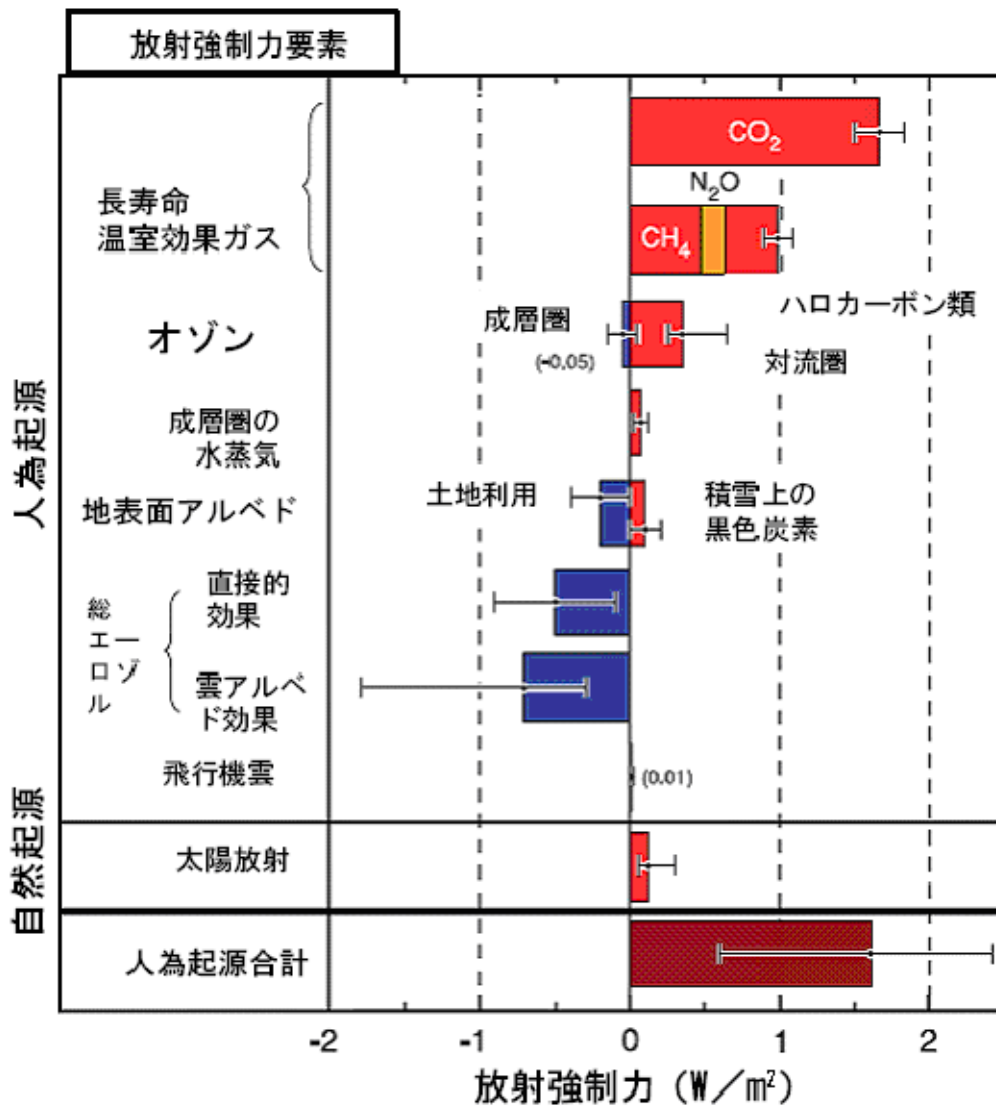 放射強制力要素
人為起源
長寿命
温室効果ガス
CO₂
N₂O
CH₄
ハロカーボン類
オゾン
成層圏
(-0.05)
対流圏
成層圏の
水蒸気
地表面アルベド
土地利用
積雪上の
黒色炭素
総
エー
ロゾ
ル
直接的
効果
雲アルベ
ド効果
飛行機雲
(0.01)
自然起源
太陽放射
人為起源合計
-2 -1 0 1 2
放射強制力 (W/㎡)